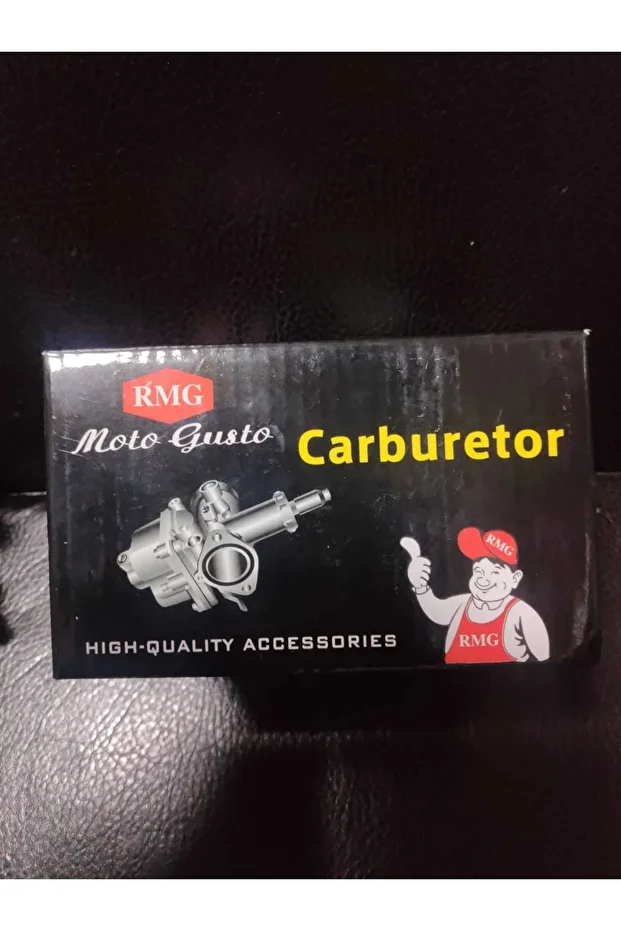 RMG
Moto Gusto
Carburetor
RMG
RMG
HIGH-QUALITY ACCESSORIES